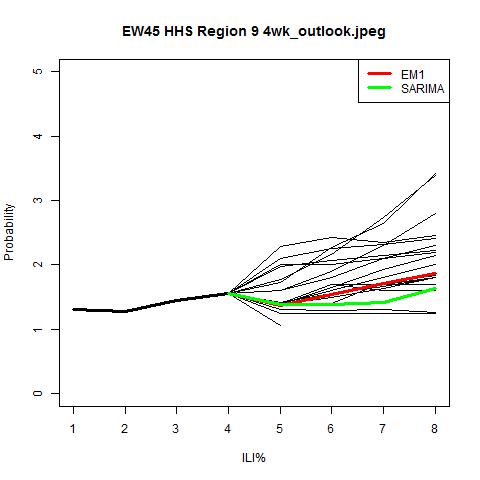 EW45 HHS Region 9 4wk_outlook.jpeg
EM1
SARIMA
5
4
3
2
1
0
Probability
1 2 3 4 5 6 7 8
ILI%